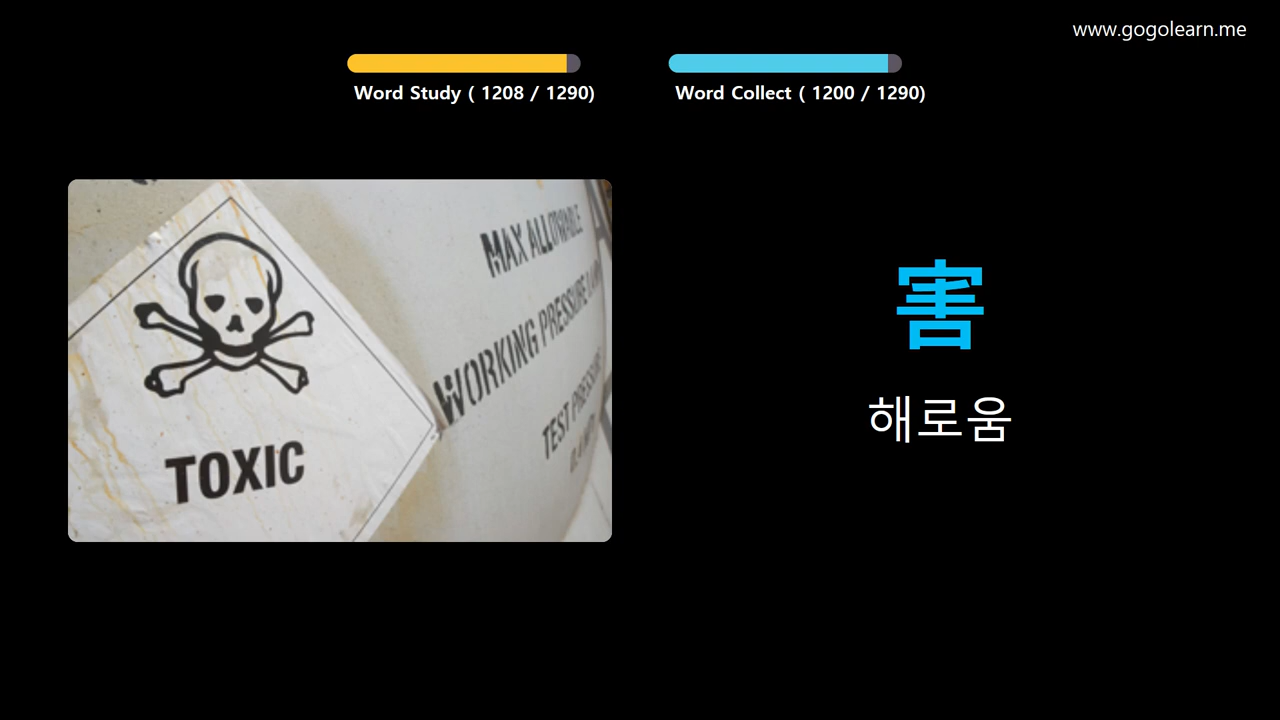 www.gogolearn.me
Word Study ( 1208 / 1290)
Word Collect ( 1200 / 1290)
MAX ALLOWABLE
WORKING PRESSURE
TEST PRESSURE
TOXIC
害
해로움